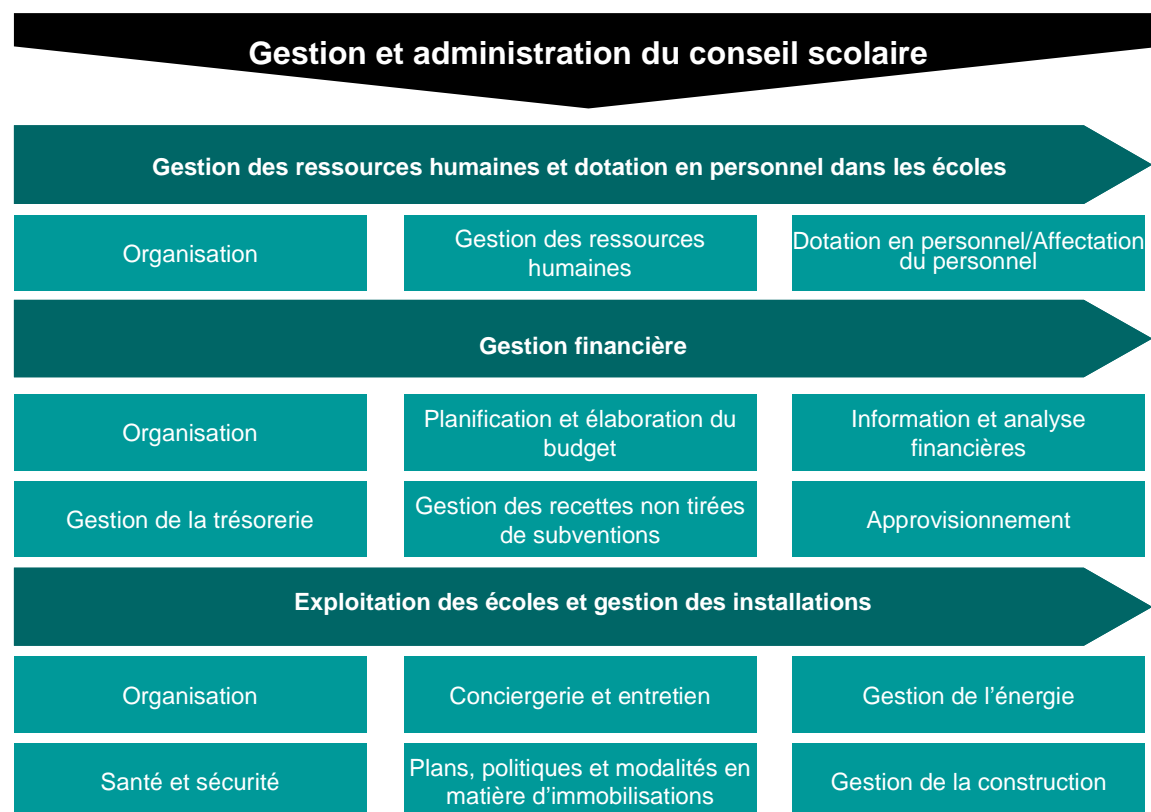 Gestion et administration du conseil scolaire
Gestion des ressources humaines et dotation en personnel dans les écoles
Organisation
Gestion des ressources
humaines
Dotation en personnel/Affectation
du personnel
Gestion financière
Organisation
Planification et élaboration du
budget
Information et analyse
financières
Gestion de la trésorerie
Gestion des recettes non tirées
de subventions
Approvisionnement
Exploitation des écoles et gestion des installations
Organisation
Conciergerie et entretien
Gestion de l’énergie
Santé et sécurité
Plans, politiques et modalités en
matière d’immobilisations
Gestion de la construction